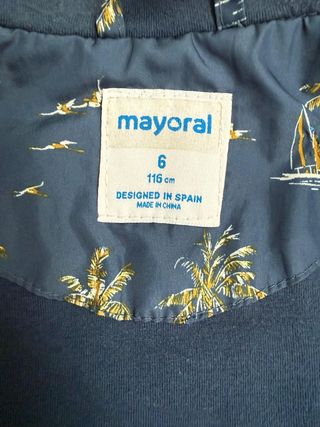 mayoral
6
116 cm
DESIGNED IN SPAIN
MADE IN CHINA